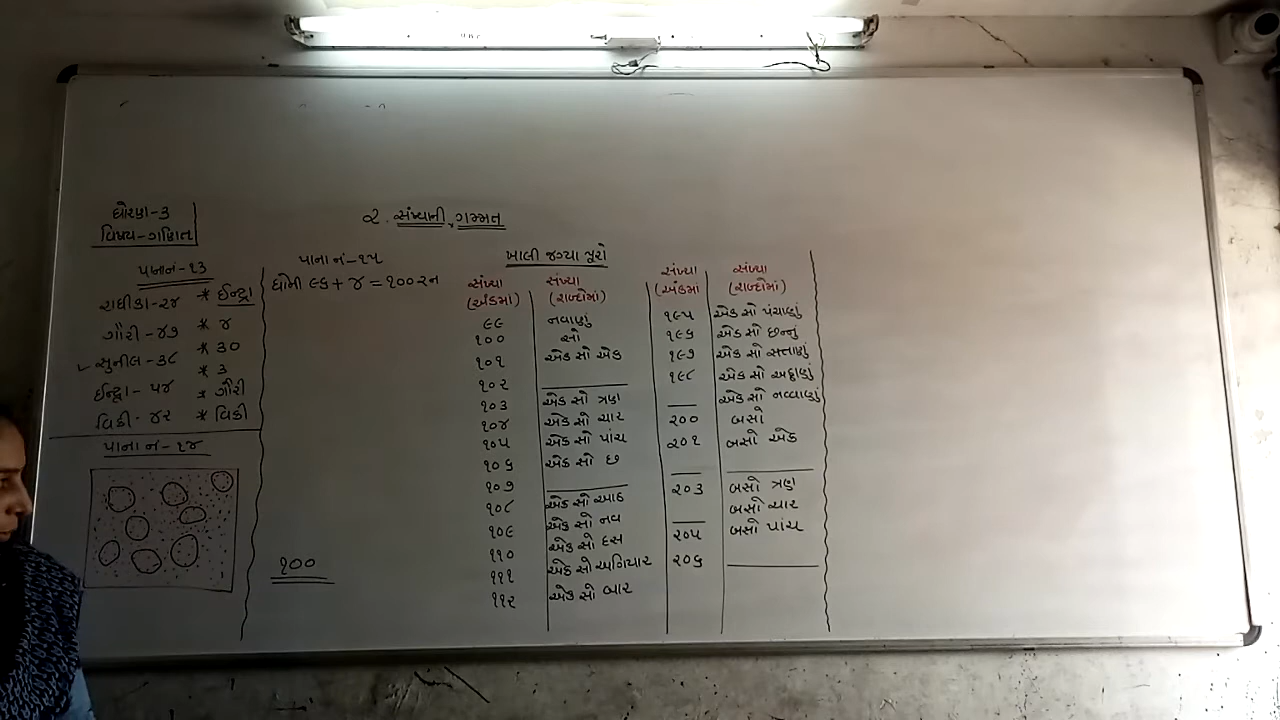 ધોરણ-૩
વિષય-ગણિત
૨. સંખ્યાની ગમ્મત
પાના નં-૧૩
રાધીકા-૨૪ * ઈન્દ્રા
ગૌરી-૪૭ * ૪
સુનીલ-૩૮ * ૩૦
ઈન્દ્રા-૫૪ * ૩
વિકી-૪૨ * ગૌરી
* વિકી
પાના નં-૧૪
પાના નં-૧૫
ધોની ૯૬+૪=૧૦૦ રન
૧૦૦
ખાલી જગ્યા પૂરો
સંખ્યા (અંકમાં) સંખ્યા (શબ્દોમાં)
૯૯ નવાણું
૧૦૦ સો
૧૦૧ એક સો એક
૧૦૨
૧૦૩ એક સો ત્રણ
૧૦૪ એક સો ચાર
૧૦૫ એક સો પાંચ
૧૦૬ એક સો છ
૧૦૭
૧૦૮ એક સો આઠ
૧૦૯ એક સો નવ
૧૧૦ એક સો દસ
૧૧૧ એક સો અગિયાર
૧૧૨ એક સો બાર
સંખ્યા (અંકમાં) સંખ્યા (શબ્દોમાં)
૧૯૫ એક સો પંચાણું
૧૯૬ એક સો છન્નું
૧૯૭ એક સો સત્તાણું
૧૯૮ એક સો અઠ્ઠાણું
એક સો નવ્વાણું
૨૦૦ બસો
૨૦૧ બસો એક
૨૦૩ બસો ત્રણ
બસો ચાર
૨૦૫ બસો પાંચ
૨૦૬